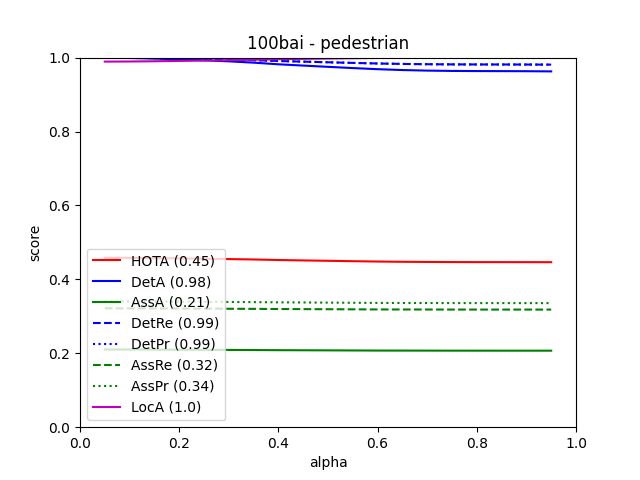 100bai - pedestrian
1.0
0.8
0.6
0.4
0.2
0.0
score
HOTA (0.45)
DetA (0.98)
AssA (0.21)
DetRe (0.99)
DetPr (0.99)
AssRe (0.32)
AssPr (0.34)
LocA (1.0)
0.0 0.2 0.4 0.6 0.8 1.0
alpha